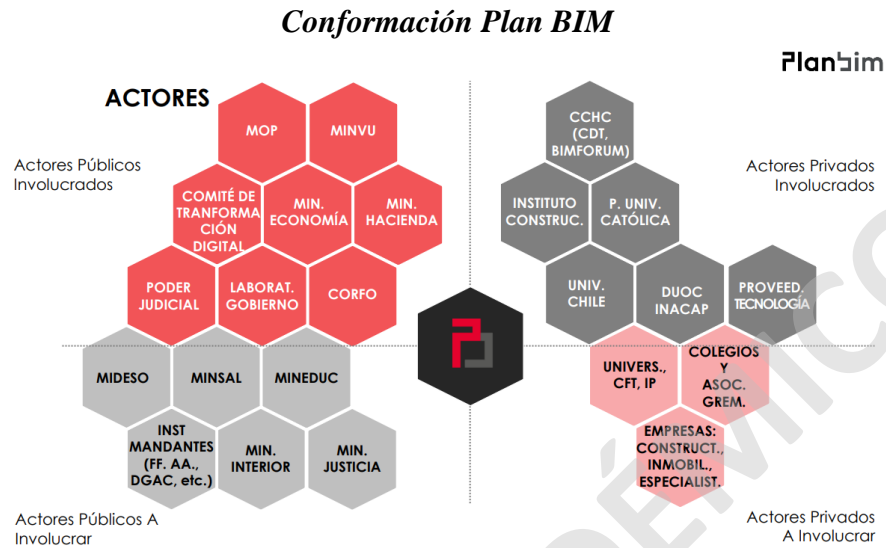 Conformación Plan BIM
Planbim
ACTORES
Actores Públicos
Involucrados
MOP
MINVU
COMITÉ DE
TRANFORMA
CIÓN
DIGITAL
MIN.
ECONOMÍA
MIN.
HACIENDA
PODER
JUDICIAL
LABORAT.
GOBIERNO
CORFO
CCHC
(CDT,
BIMFORUM)
Actores Privados
Involucrados
INSTITUTO
CONSTRUC.
P. UNIV.
CATÓLICA
UNIV.
CHILE
DUOC
INACAP
PROVEED.
TECNOLOGÍA
MIDESO
MINSAL
MINEDUC
INST
MANDANTES
(FF. AA.,
DGAC, etc.)
MIN.
INTERIOR
MIN.
JUSTICIA
Actores Públicos A
Involucrar
UNIVERS.,
CFT, IP
COLEGIOS
Y
ASOC.
GREM.
EMPRESAS:
CONSTRUCT.,
INMOBIL.,
ESPECIALIST.
Actores Privados
A Involucrar